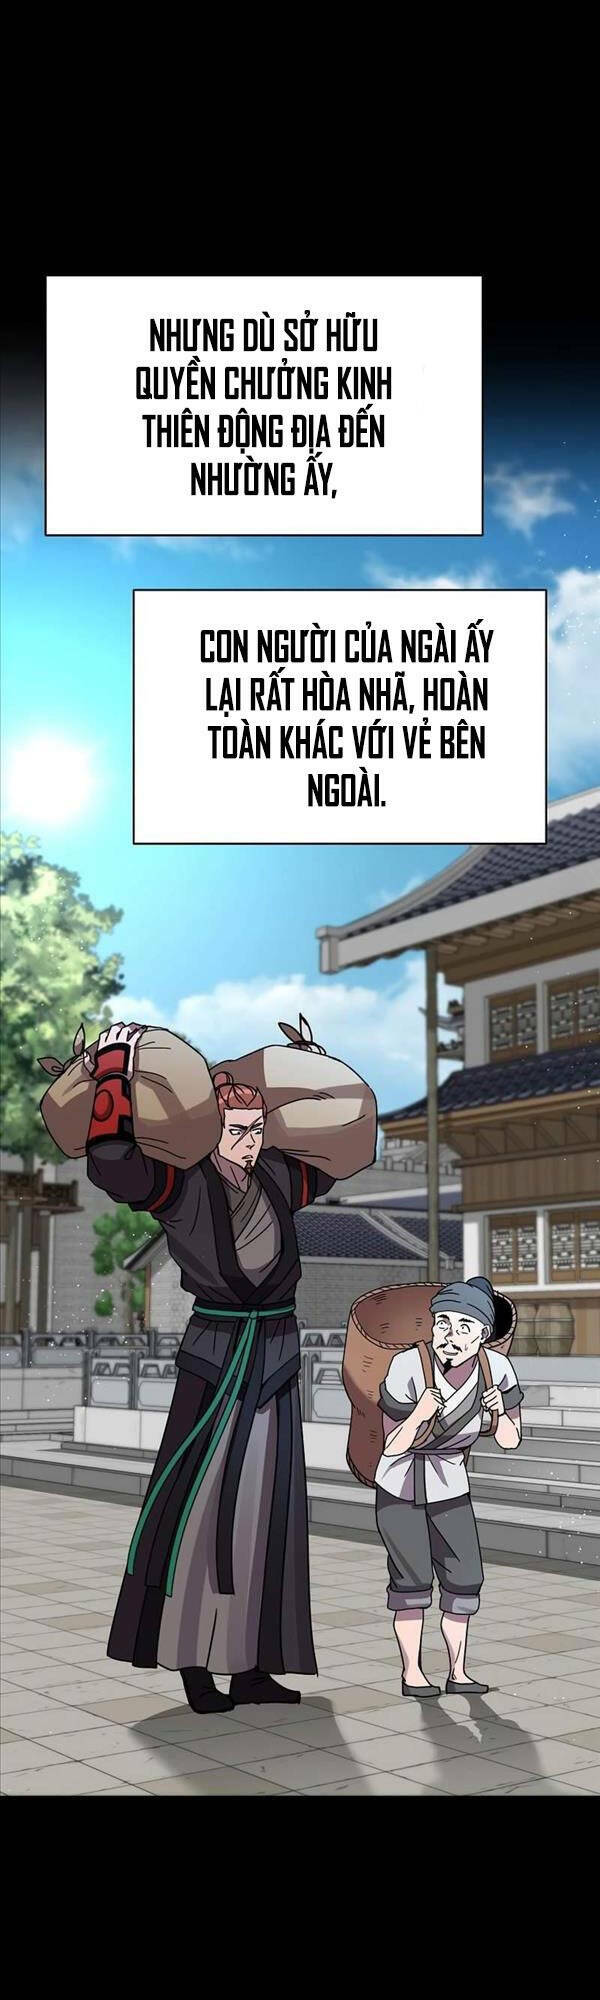 NHƯNG DÙ SỞ HỮU
QUYỀN CHƯỞNG KINH
THIÊN ĐỘNG ĐỊA ĐẾN
NHƯỜNG ẤY,
CON NGƯỜI CỦA NGÀI ẤY
LẠI RẤT HÒA NHÃ, HOÀN
TOÀN KHÁC VỚI VẺ BÊN
NGOÀI.